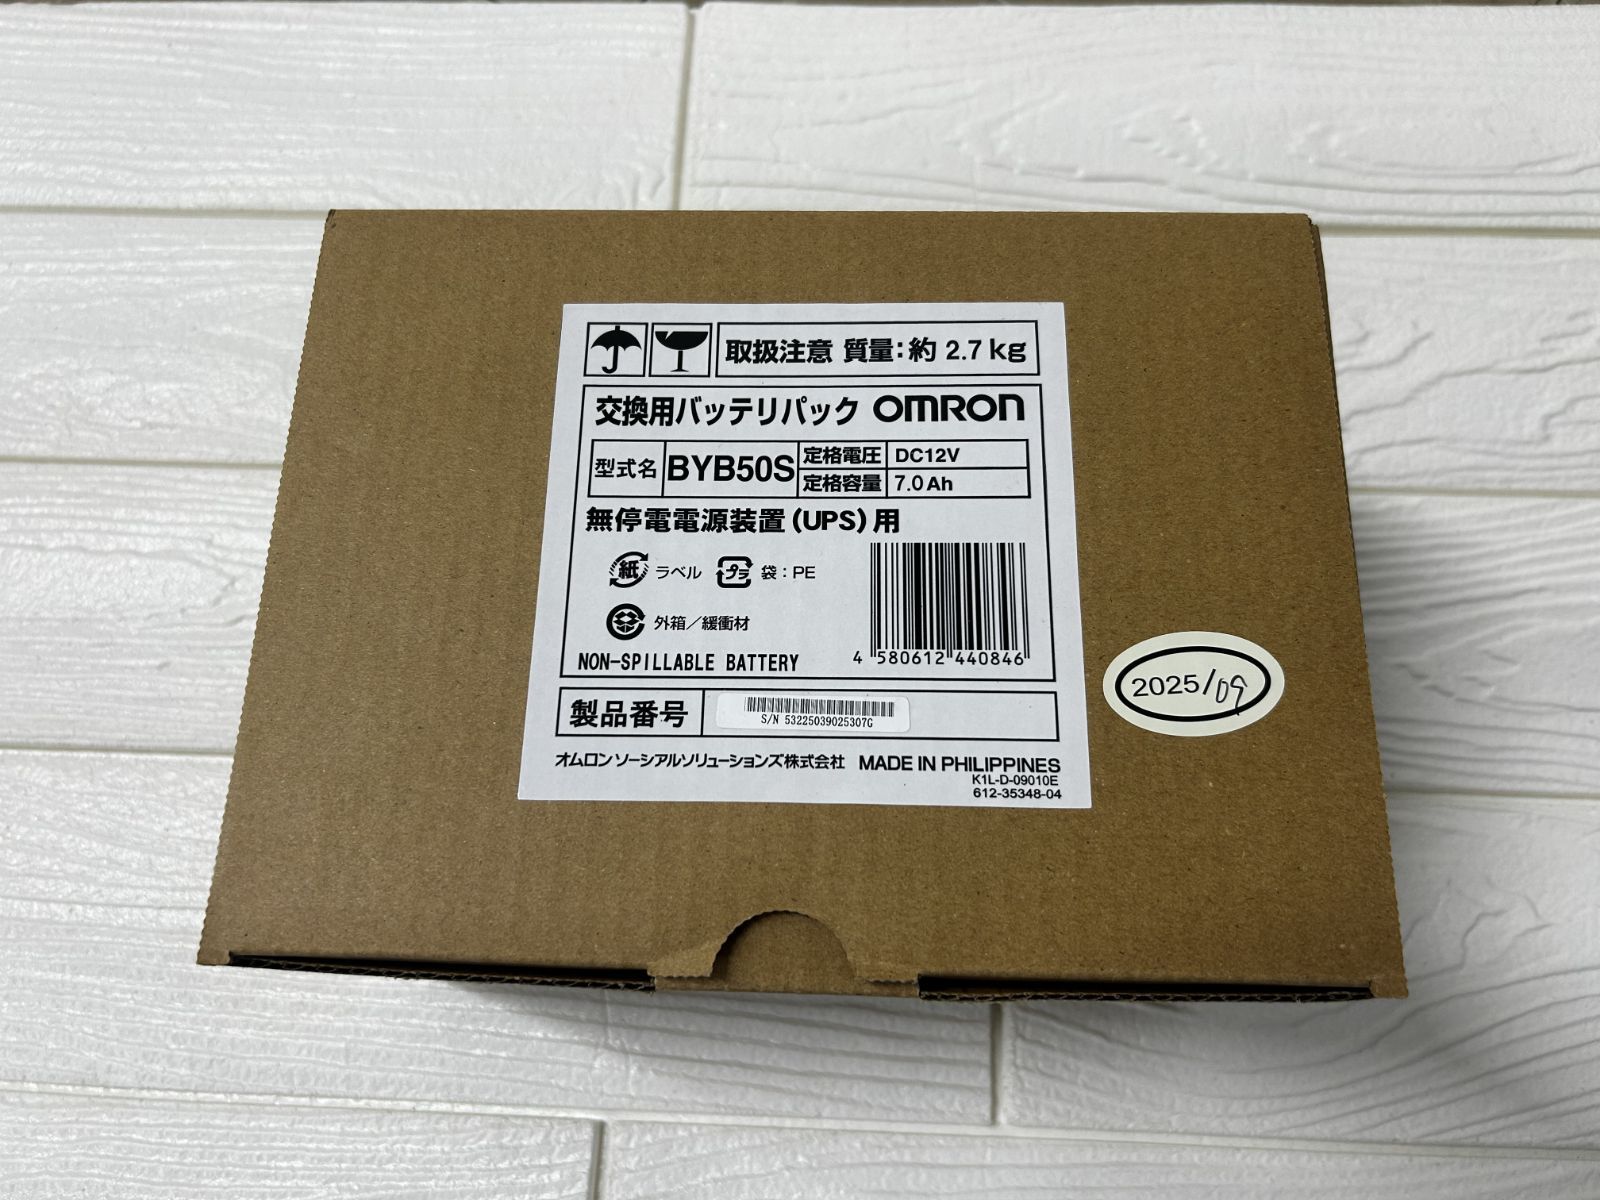 取扱注意 質量：約 2.7kg
交換用バッテリパック OMRON
型式名 BYB50S 定格電圧 DC12V
定格容量 7.0Ah
無停電電源装置(UPS)用
紙 ラベル プラ 袋：PE
外箱／緩衝材
4 580612 440846
NON-SPILLABLE BATTERY
2025/09
製品番号 S/N 53225039025307G
オムロン ソーシアルソリューションズ株式会社 MADE IN PHILIPPINES
K1L-D-09010E
612-35348-04